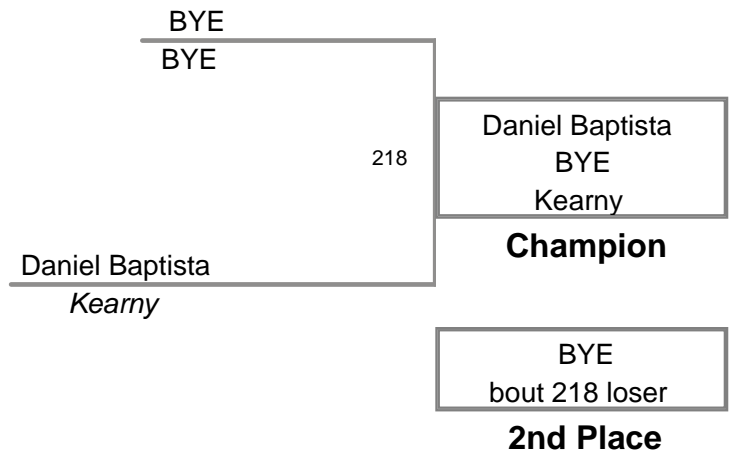 BYE
BYE
Daniel Baptista
BYE
218
Kearny
Champion
Daniel Baptista
Kearny
BYE
bout 218 loser
2nd Place